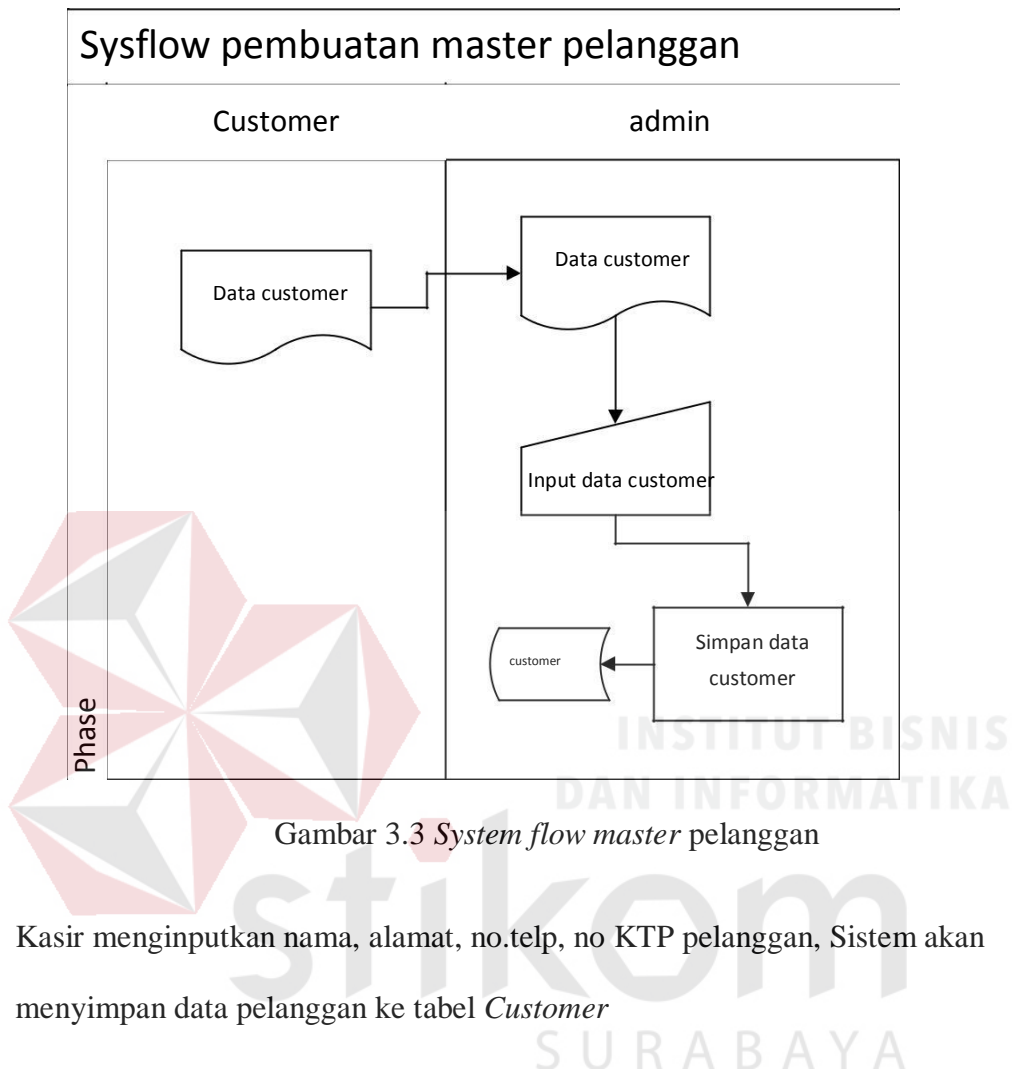 Sysflow pembuatan master pelanggan
Customer
admin
Data customer
Data customer
Input data customer
Simpan data
customer
customer
Phase
INSTITUT BISNIS
DAN INFORMATIKA
Gambar 3.3 System flow master pelanggan
stikom
Kasir menginputkan nama, alamat, no.telp, no KTP pelanggan, Sistem akan
menyimpan data pelanggan ke tabel Customer
SURABAYA